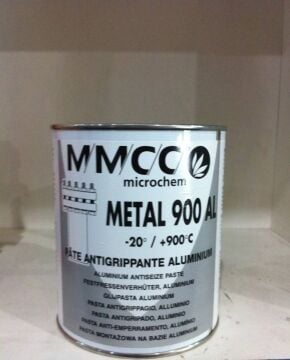 MMCC
microchem
METAL 900 AL
-20° / +900°C
PÂTE ANTIGRIPPANTE ALUMINIUM
ALUMINIUM ANTISEIZE PASTE
FESTFRESSENVERHÜTER, ALUMINIUM
GLIJPASTA ALUMINIUM
PASTA ANTIGRIPPAGGIO, ALUMINIO
PASTA ANTIGRIPADO, ALUMINIO
PASTA ANTI-EMPERRAMENTO, ALUMÍNIO
PASTA MONTAŻOWA NA BAZIE ALUMINIUM